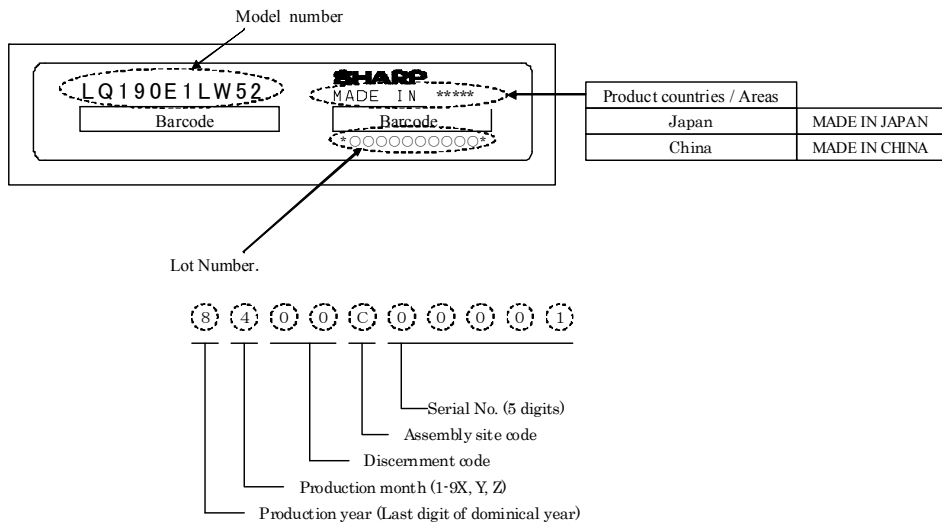 Model number
SHARP
LQ190E1LW52
MADE IN *****
Barcode
Barcode
*○○○○○○○○○○*
Product countries / Areas
Japan
MADE IN JAPAN
China
MADE IN CHINA
Lot Number.
8 4 0 0 C 0 0 0 0 1
Serial No. (5 digits)
Assembly site code
Discernment code
Production month (1-9X, Y, Z)
Production year (Last digit of dominical year)